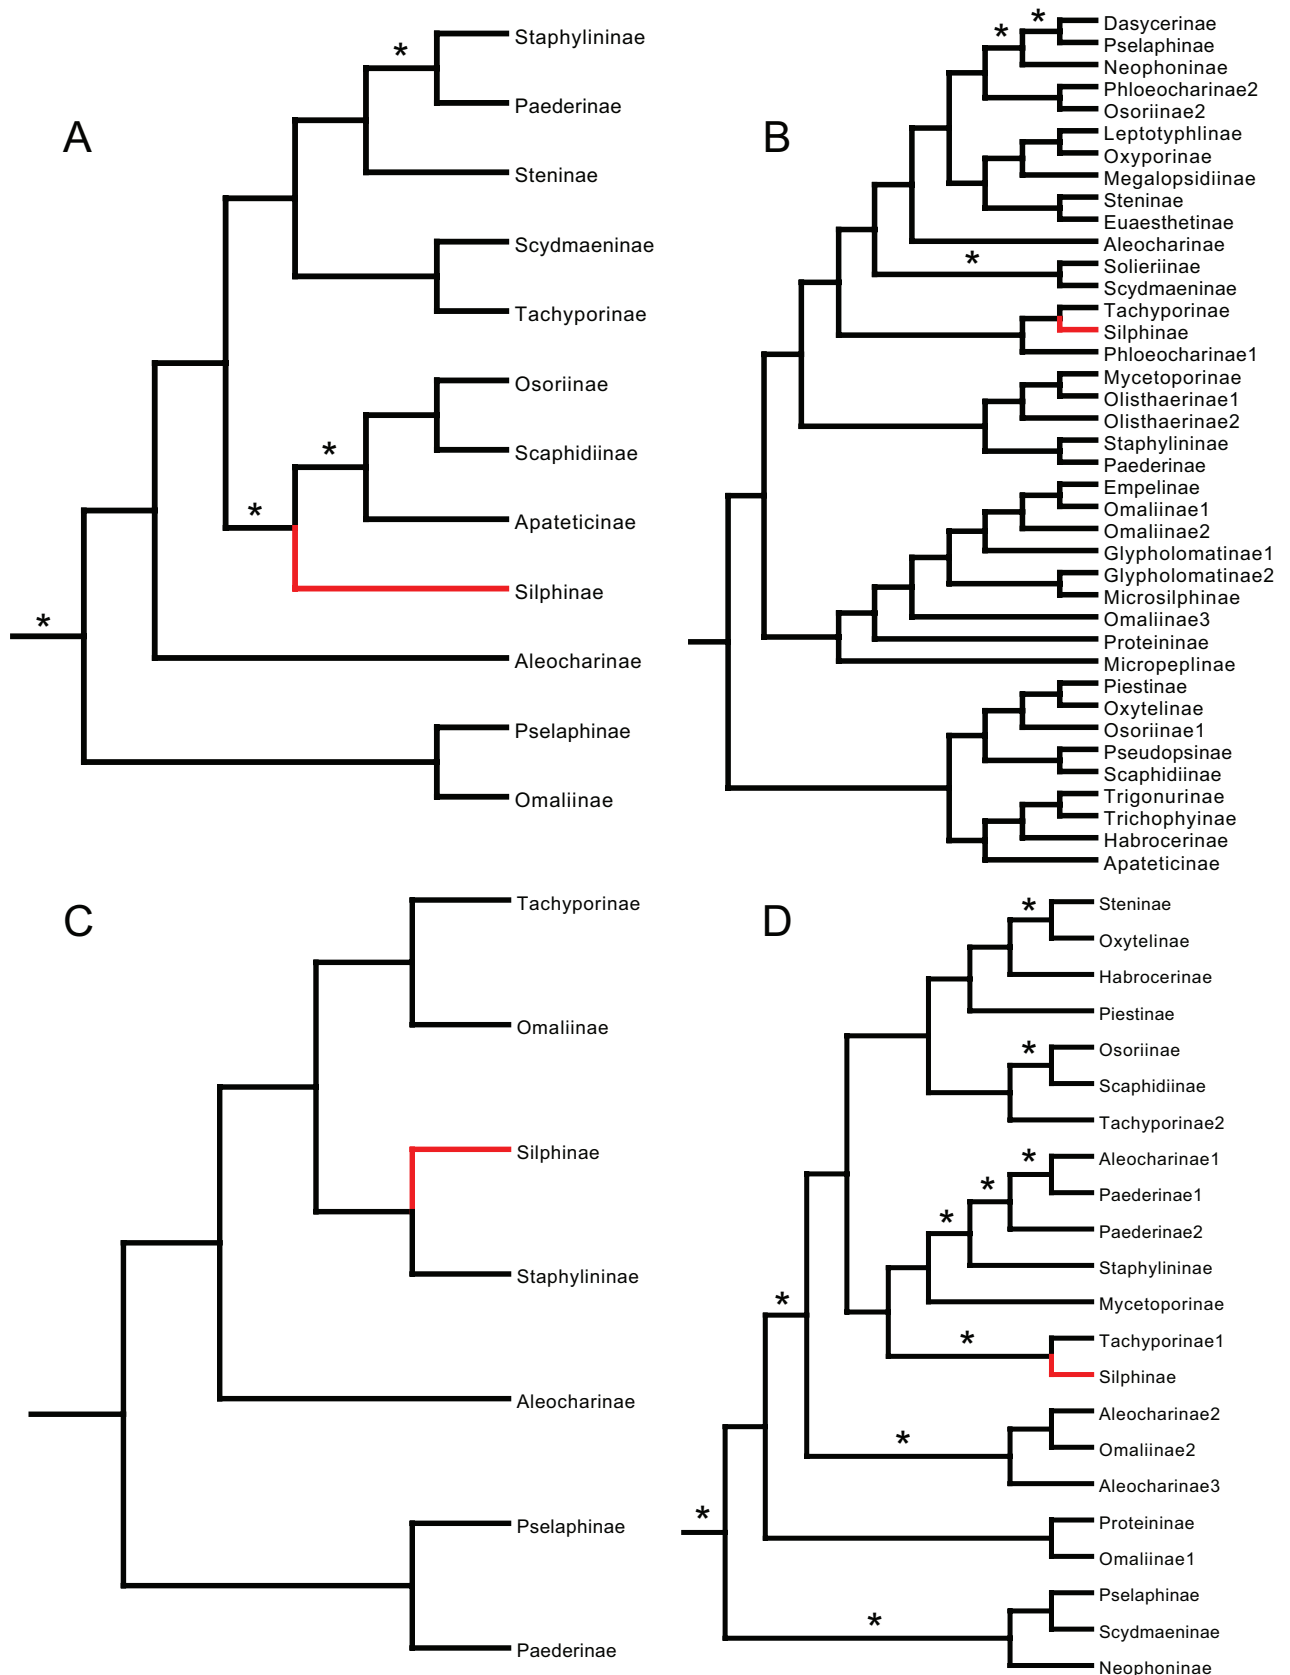 A
*
Staphylininae
Paederinae
Steninae
Scydmaeninae
Tachyporinae
*
Osoriinae
Scaphidiinae
*
Apateticinae
Silphinae
*
Aleocharinae
Pselaphinae
Omaliinae
B
*
*
Dasycerinae
Pselaphinae
Neophoninae
Phloeocharinae2
Osoriinae2
Leptotyphlinae
Oxyporinae
Megalopsidiinae
Steninae
Euaesthetinae
Aleocharinae
*
Solieriinae
Scydmaeninae
Tachyporinae
Silphinae
Phloeocharinae1
Mycetoporinae
Olisthaerinae1
Olisthaerinae2
Staphylininae
Paederinae
Empelinae
Omaliinae1
Omaliinae2
Glypholomatinae1
Glypholomatinae2
Microsilphinae
Omaliinae3
Proteininae
Micropeplinae
Piestinae
Oxytelinae
Osoriinae1
Pseudopsinae
Scaphidiinae
Trigonurinae
Trichophyinae
Habrocerinae
Apateticinae
C
Tachyporinae
Omaliinae
Silphinae
Staphylininae
Aleocharinae
Pselaphinae
Paederinae
D
*
Steninae
Oxytelinae
Habrocerinae
Piestinae
*
Osoriinae
Scaphidiinae
Tachyporinae2
*
Aleocharinae1
*
Paederinae1
*
Paederinae2
Staphylininae
*
Mycetoporinae
*
Tachyporinae1
Silphinae
Aleocharinae2
*
Omaliinae2
Aleocharinae3
*
Proteininae
Omaliinae1
Pselaphinae
*
Scydmaeninae
Neophoninae